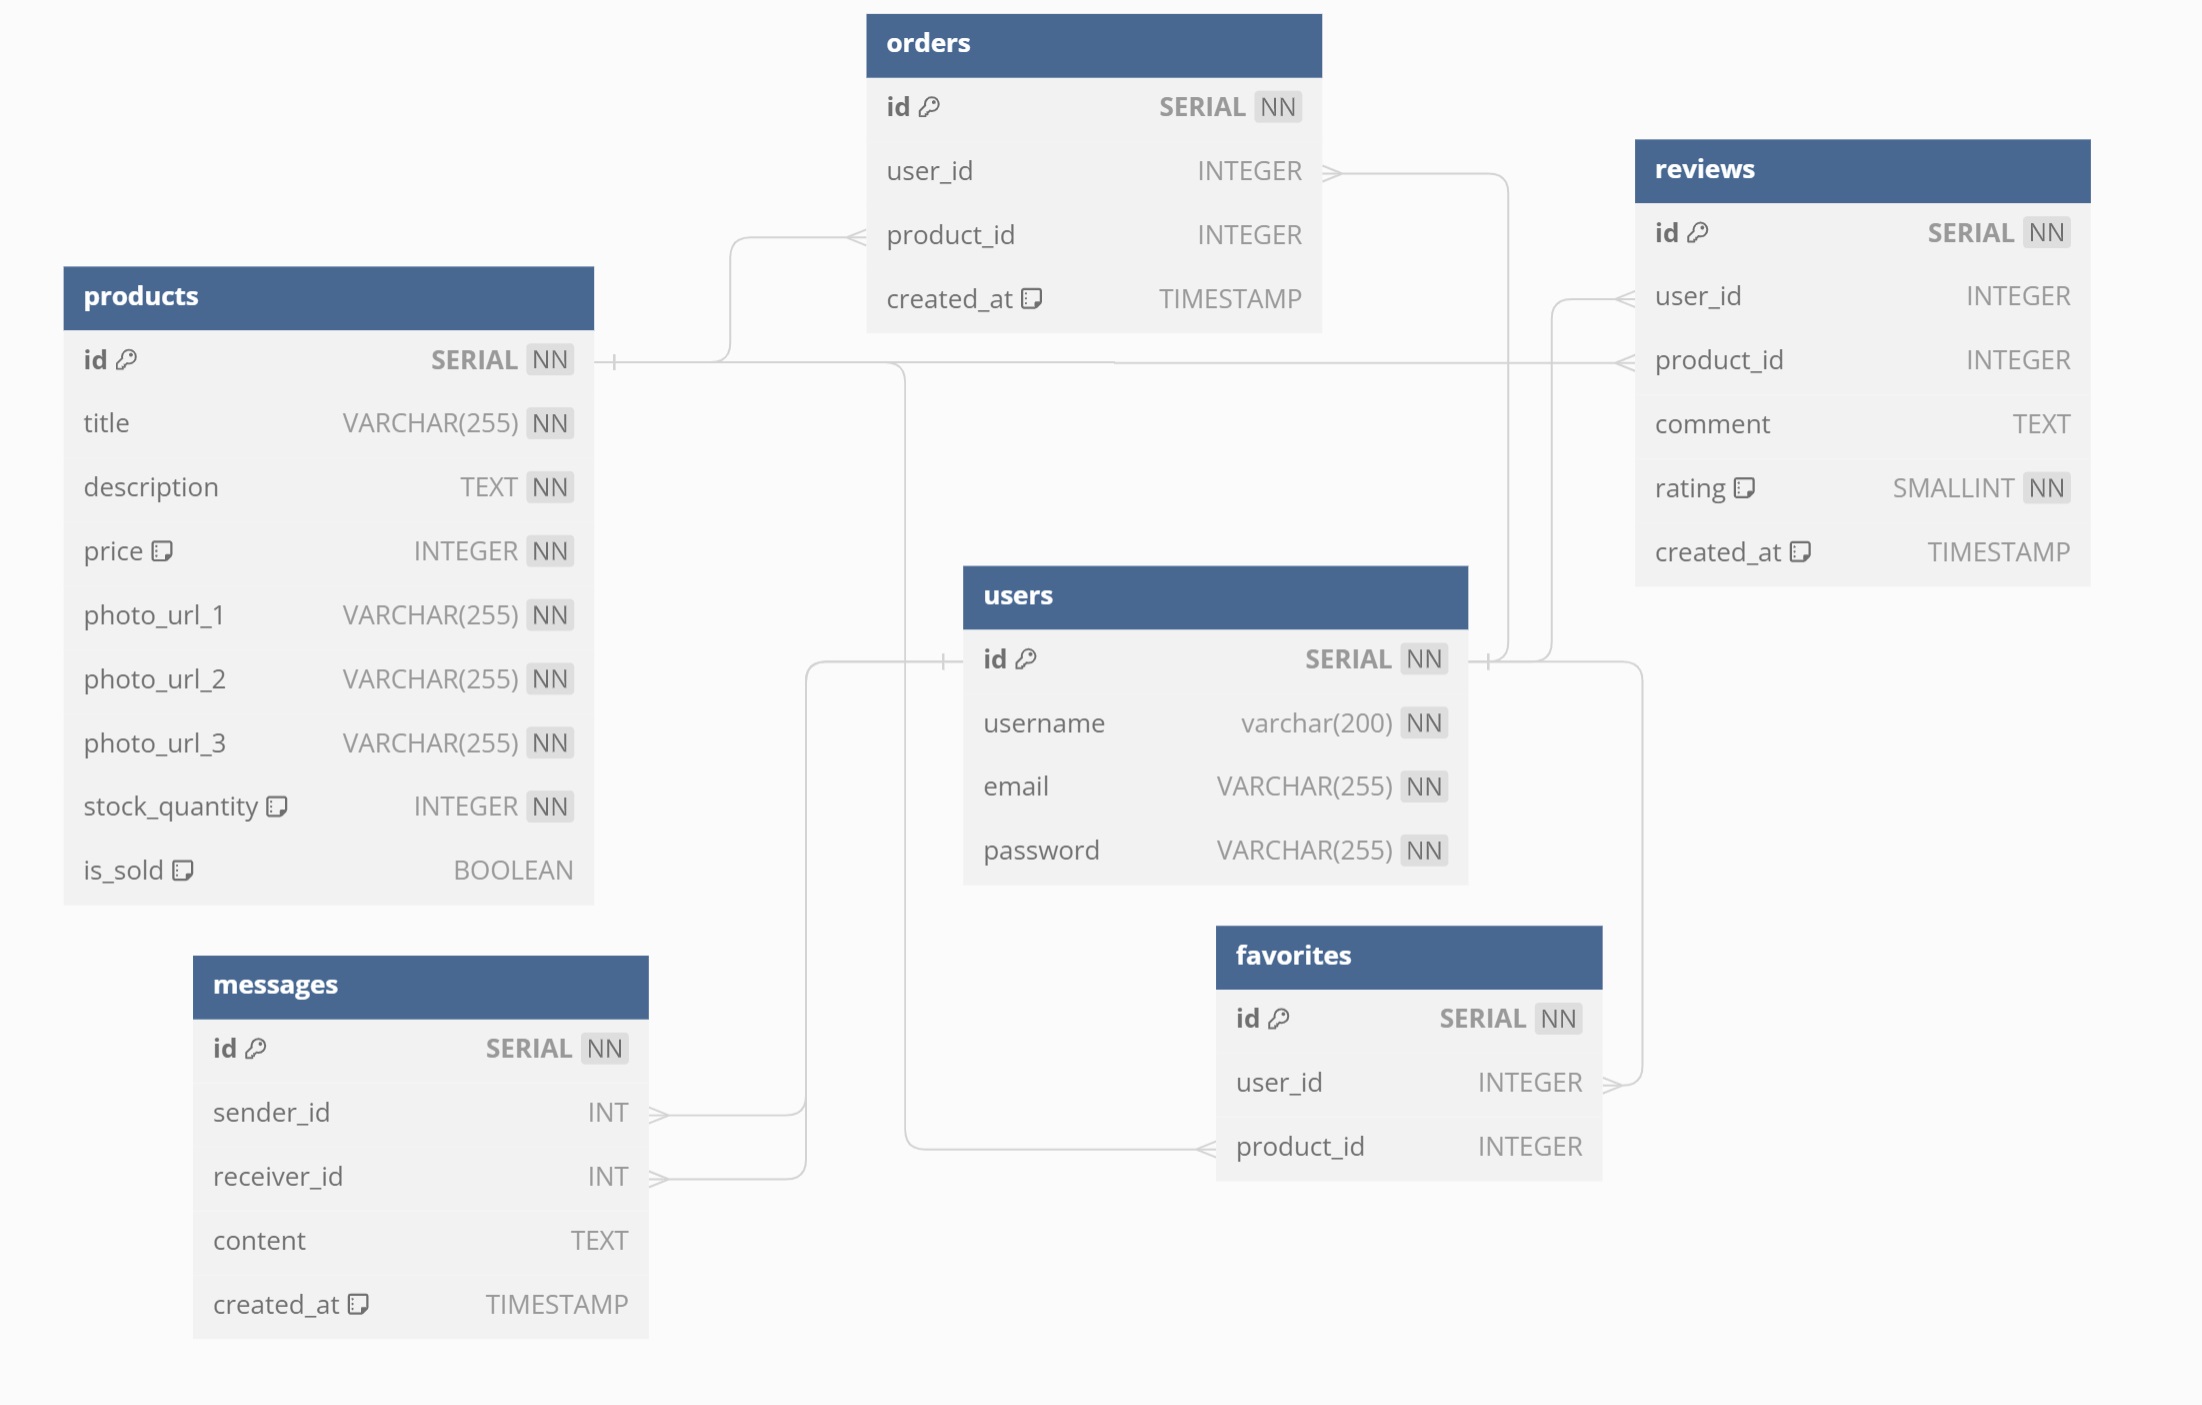 orders
id SERIAL NN
user_id INTEGER
product_id INTEGER
created_at TIMESTAMP
reviews
id SERIAL NN
user_id INTEGER
product_id INTEGER
comment TEXT
rating SMALLINT NN
created_at TIMESTAMP
products
id SERIAL NN
title VARCHAR(255) NN
description TEXT NN
price INTEGER NN
photo_url_1 VARCHAR(255) NN
photo_url_2 VARCHAR(255) NN
photo_url_3 VARCHAR(255) NN
stock_quantity INTEGER NN
is_sold BOOLEAN
users
id SERIAL NN
username varchar(200) NN
email VARCHAR(255) NN
password VARCHAR(255) NN
messages
id SERIAL NN
sender_id INT
receiver_id INT
content TEXT
created_at TIMESTAMP
favorites
id SERIAL NN
user_id INTEGER
product_id INTEGER